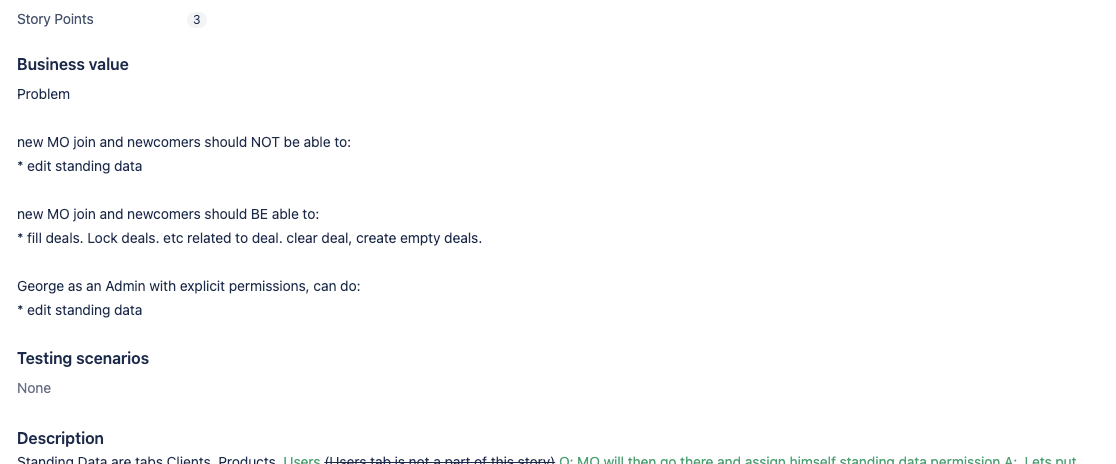 Story Points 3
Business value
Problem
new MO join and newcomers should NOT be able to:
* edit standing data
new MO join and newcomers should BE able to:
* fill deals. Lock deals. etc related to deal. clear deal, create empty deals.
George as an Admin with explicit permissions, can do:
* edit standing data
Testing scenarios
None
Description
Standing Data are tabs Clients, Products, Users (Users tab is not a part of this story) Q: MO will then go there and assign himself standing data permission A: Lets put